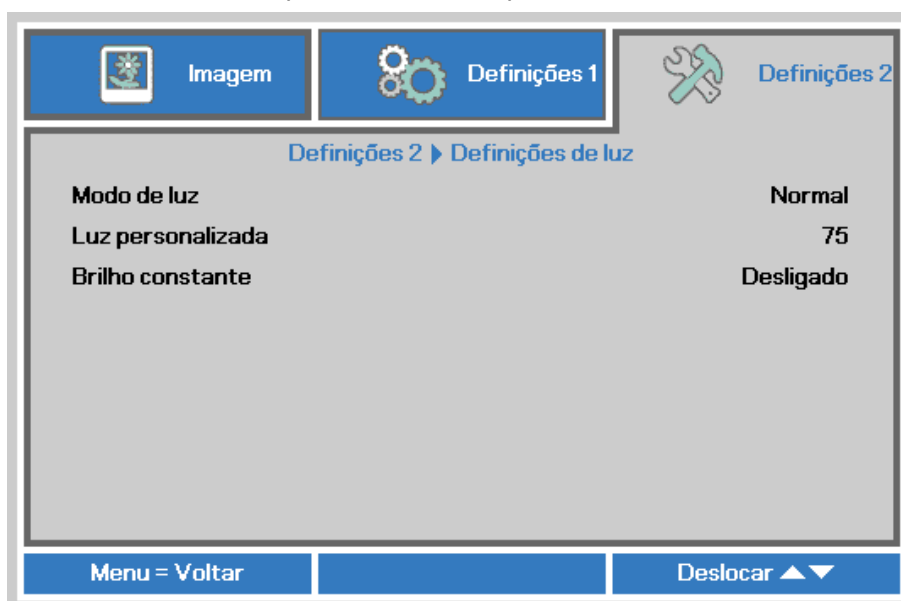 Imagem
Definições 1
Definições 2
Definições 2 ▶ Definições de luz
Modo de luz Normal
Luz personalizada 75
Brilho constante Desligado
Menu = Voltar
Deslocar ▲▼